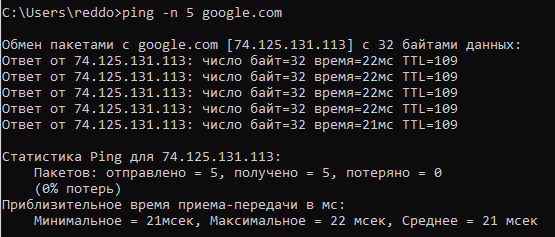 C:\Users\reddo>ping -n 5 google.com
Обмен пакетами с google.com [74.125.131.113] с 32 байтами данных:
Ответ от 74.125.131.113: число байт=32 время=22мс TTL=109
Ответ от 74.125.131.113: число байт=32 время=22мс TTL=109
Ответ от 74.125.131.113: число байт=32 время=22мс TTL=109
Ответ от 74.125.131.113: число байт=32 время=22мс TTL=109
Ответ от 74.125.131.113: число байт=32 время=21мс TTL=109
Статистика Ping для 74.125.131.113:
Пакетов: отправлено = 5, получено = 5, потеряно = 0
(0% потерь)
Приблизительное время приема-передачи в мс:
Минимальное = 21мсек, Максимальное = 22 мсек, Среднее = 21 мсек